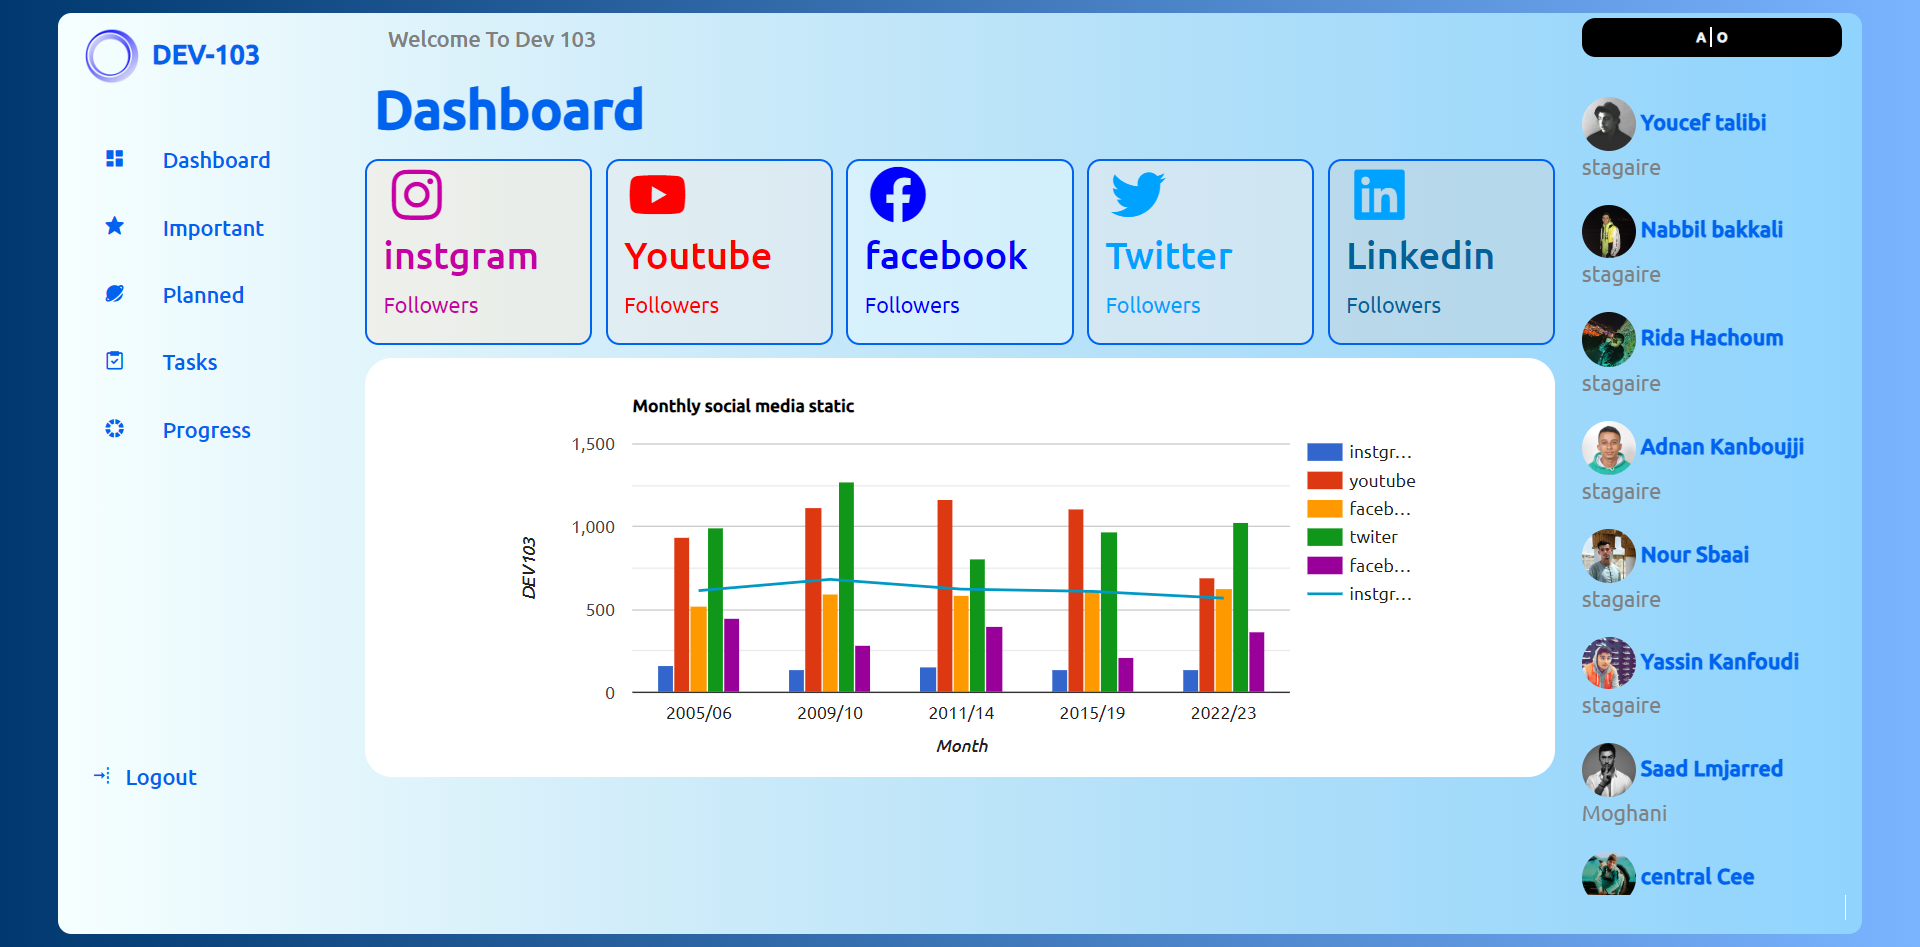 DEV-103
Dashboard
Important
Planned
Tasks
Progress
Logout
Welcome To Dev 103
Dashboard
instgram
Followers
Youtube
Followers
facebook
Followers
Twitter
Followers
Linkedin
Followers
Monthly social media static
1,500
1,000
500
0
DEV103
2005/06 2009/10 2011/14 2015/19 2022/23
Month
instgr...
youtube
faceb...
twiter
faceb...
instgr...
A|O
Youcef talibi
stagaire
Nabbil bakkali
stagaire
Rida Hachoum
stagaire
Adnan Kanboujji
stagaire
Nour Sbaai
stagaire
Yassin Kanfoudi
stagaire
Saad Lmjarred
Moghani
central Cee